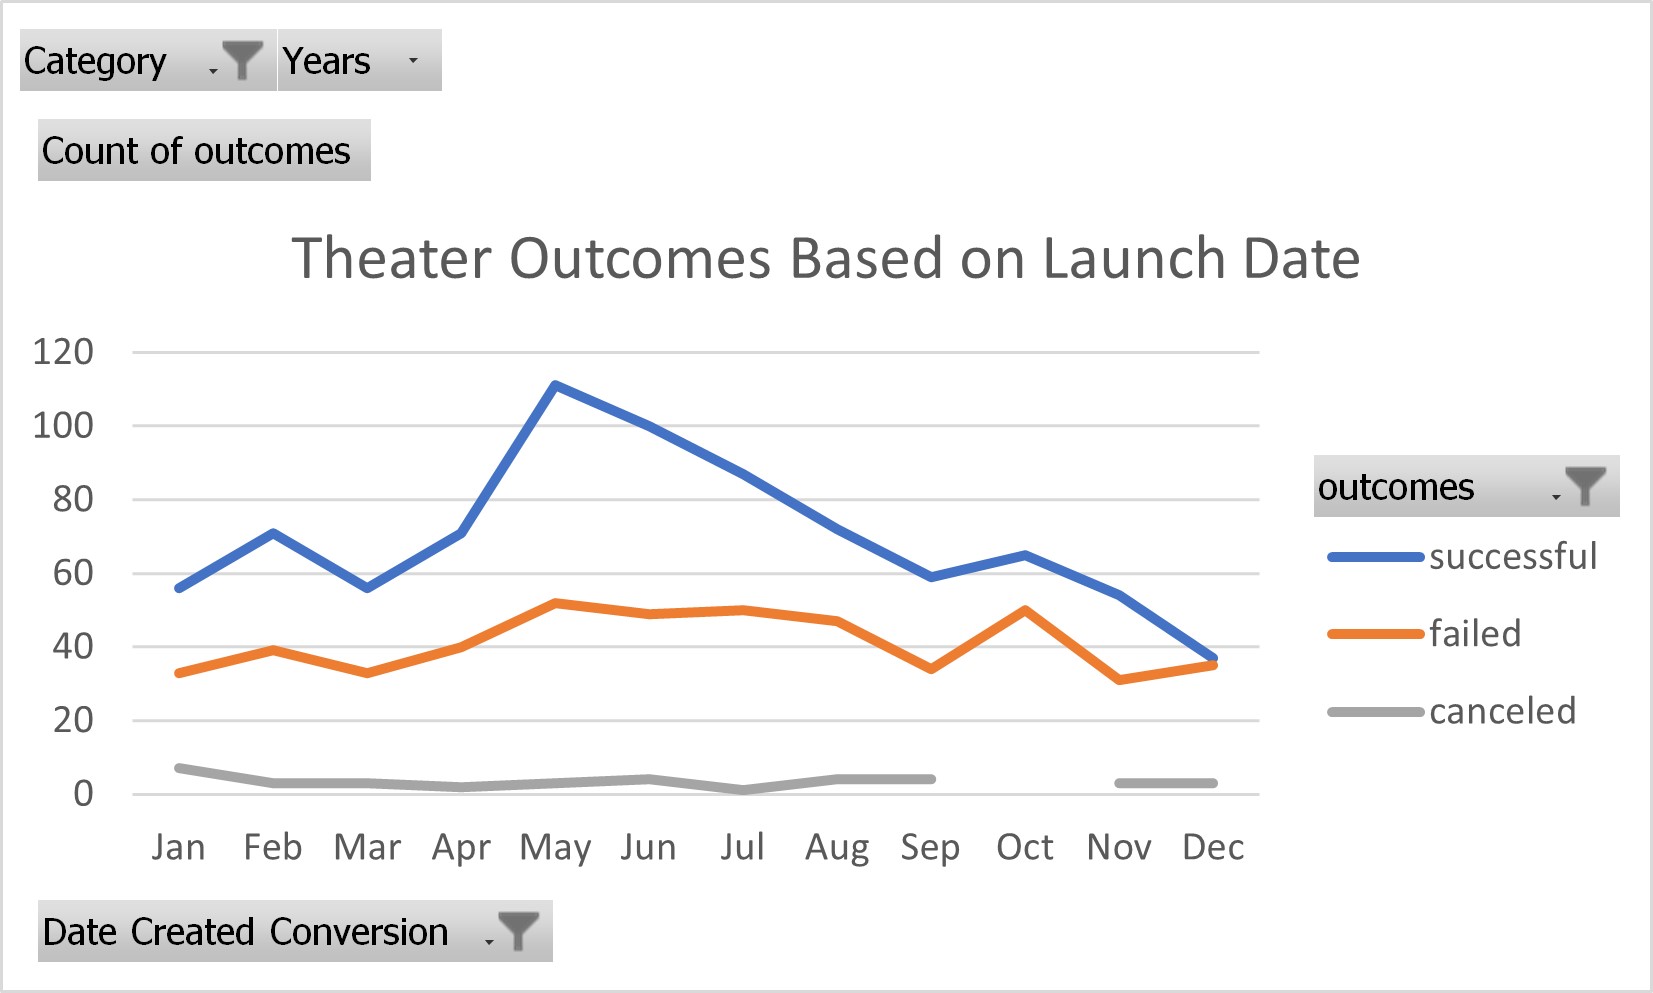 Category Years
Count of outcomes
Theater Outcomes Based on Launch Date
120
100
80
60
40
20
0
Jan Feb Mar Apr May Jun Jul Aug Sep Oct Nov Dec
outcomes
successful
failed
canceled
Date Created Conversion